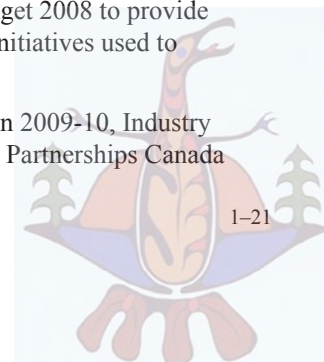 get 2008 to provide
nitiatives used to
n 2009-10, Industry
Partnerships Canada
1–21